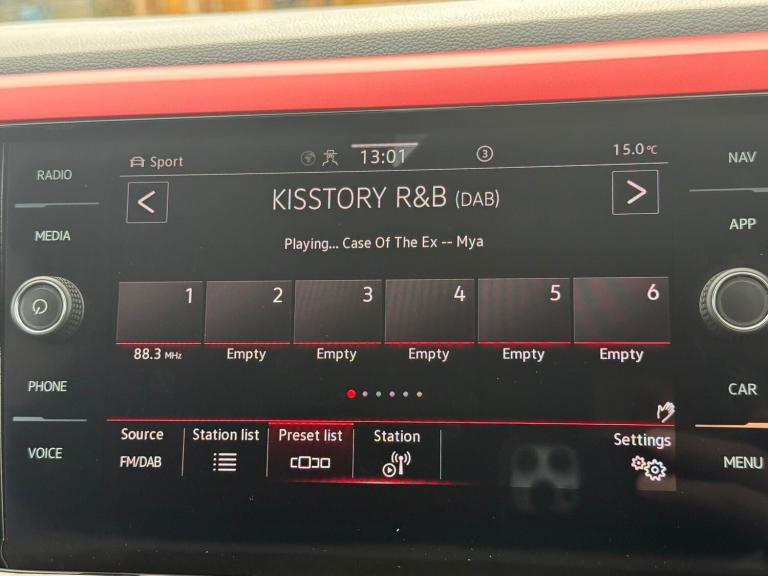 RADIO
MEDIA
PHONE
VOICE
Sport
13:01
3
15.0°C
< KISSTORY R&B (DAB) >
Playing... Case Of The Ex -- Mya
1 2 3 4 5 6
88.3 MHz Empty Empty Empty Empty Empty
Source Station list Preset list Station Settings
FM/DAB
NAV
APP
CAR
MENU